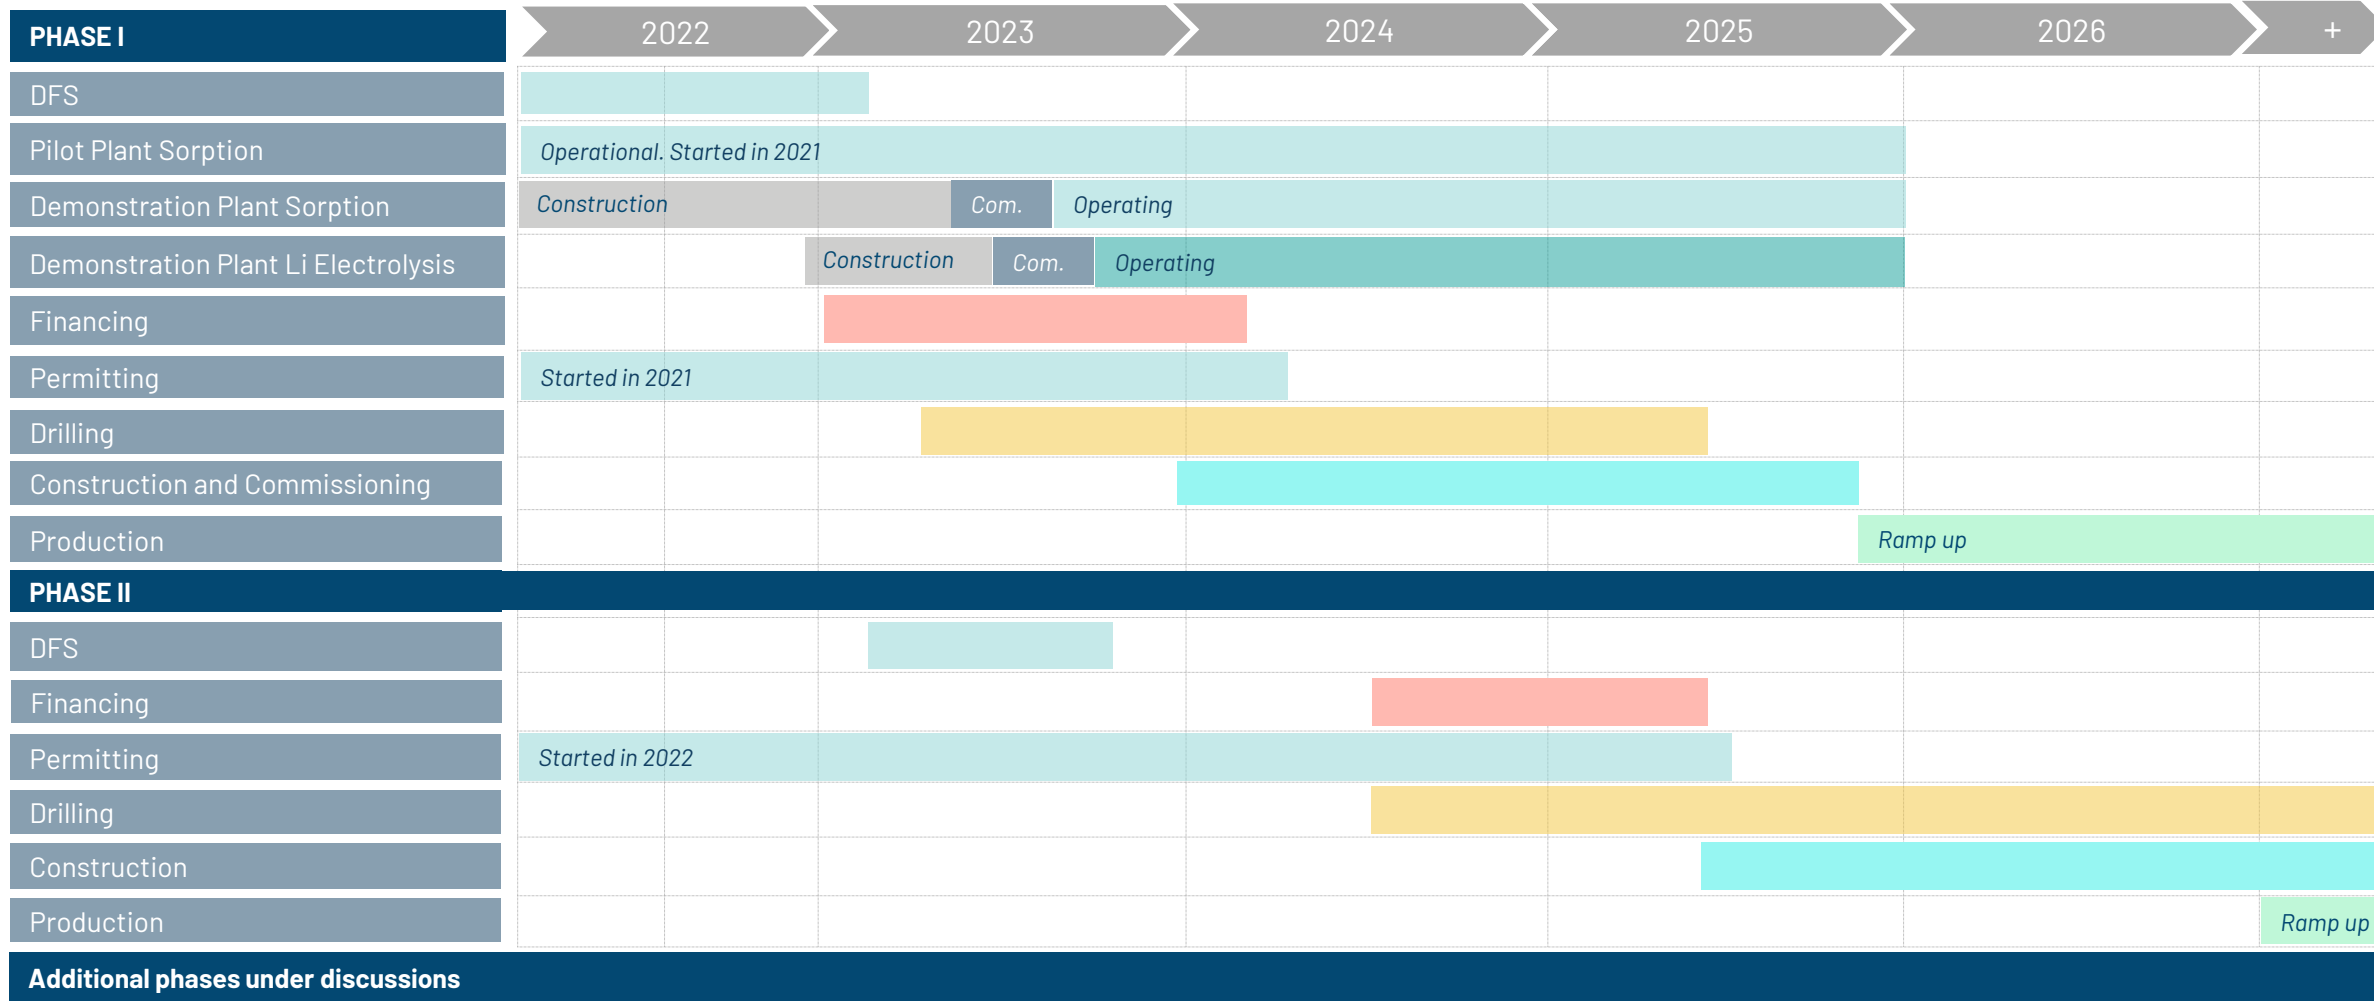 PHASE I
2022
2023
2024
2025
2026
+
DFS
Pilot Plant Sorption
Operational. Started in 2021
Demonstration Plant Sorption
Construction
Com.
Operating
Demonstration Plant Li Electrolysis
Construction
Com.
Operating
Financing
Permitting
Started in 2021
Drilling
Construction and Commissioning
Production
Ramp up
PHASE II
DFS
Financing
Permitting
Started in 2022
Drilling
Construction
Production
Ramp up
Additional phases under discussions